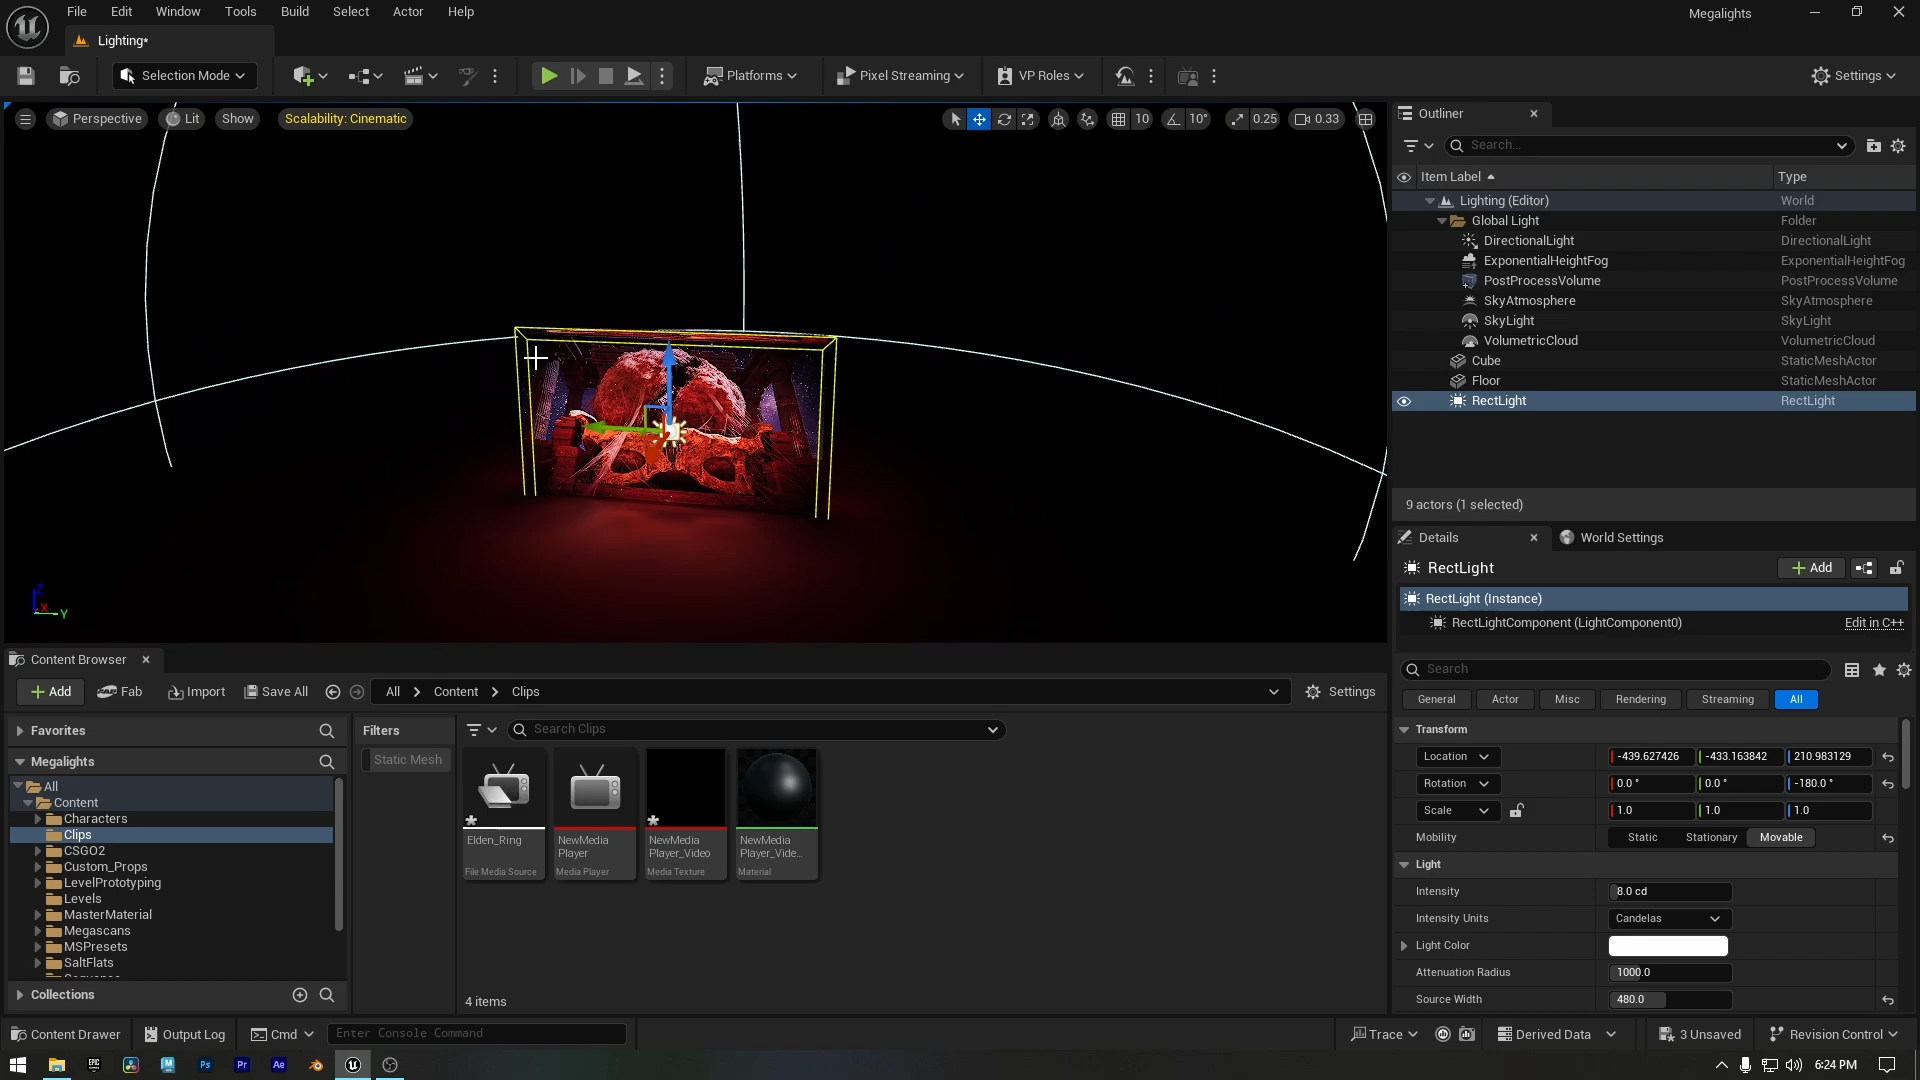 File Edit Window Tools Build Select Actor Help
Megalights
Lighting*
Selection Mode
Platforms
Pixel Streaming
VP Roles
Settings
Perspective Lit Show Scalability: Cinematic
10 10° 0.25 0.33
Z
X
Y
Outliner
Search...
Item Label Type
Lighting (Editor) World
Global Light Folder
DirectionalLight DirectionalLight
ExponentialHeightFog ExponentialHeightFog
PostProcessVolume PostProcessVolume
SkyAtmosphere SkyAtmosphere
SkyLight SkyLight
VolumetricCloud VolumetricCloud
Cube StaticMeshActor
Floor StaticMeshActor
RectLight RectLight
9 actors (1 selected)
Details World Settings
RectLight Add
RectLight (Instance)
RectLightComponent (LightComponent0) Edit in C++
Search
General Actor Misc Rendering Streaming All
Transform
Location -439.627426 -433.163842 210.983129
Rotation 0.0 ° 0.0 ° -180.0 °
Scale 1.0 1.0 1.0
Mobility Static Stationary Movable
Light
Intensity 8.0 cd
Intensity Units Candelas
Light Color
Attenuation Radius 1000.0
Source Width 480.0
Content Browser
Add Fab Import Save All All Content Clips Settings
Favorites
Megalights
All
Content
Characters
Clips
CSGO2
Custom_Props
LevelPrototyping
Levels
MasterMaterial
Megascans
MSPresets
SaltFlats
Collections
Filters
Static Mesh
Search Clips
Elden_Ring
File Media Source
NewMedia
Player
Media Player
NewMedia
Player_Video
Media Texture
NewMedia
Player_Vide...
Material
4 items
Content Drawer Output Log Cmd Enter Console Command Trace Derived Data 3 Unsaved Revision Control
EPIC
Ps Pr Ae
6:24 PM